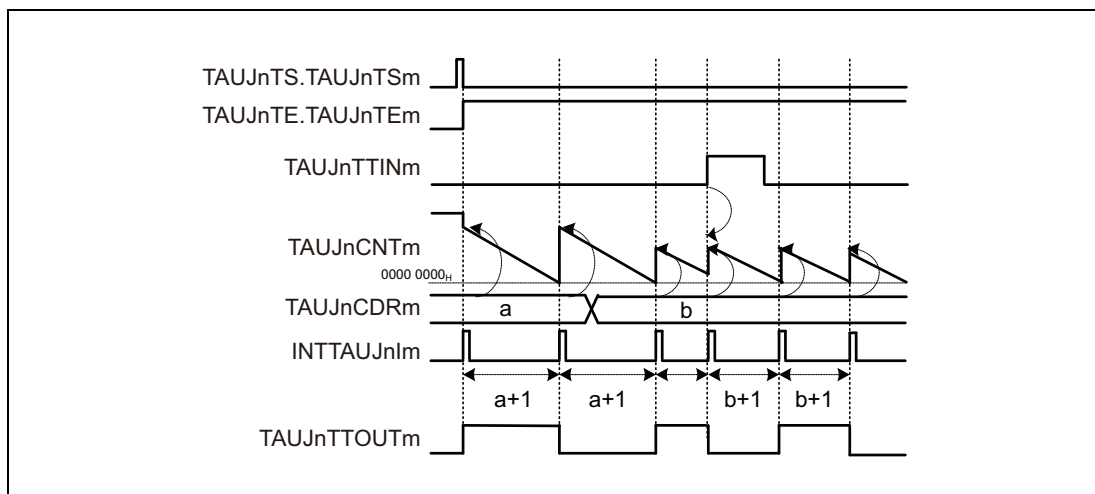 TAUJnTS.TAUJnTSm
TAUJnTE.TAUJnTEm
TAUJnTTINm
TAUJnCNTm
0000 0000H
TAUJnCDRm
a
b
INTTAUJnIm
a+1
a+1
b+1
b+1
TAUJnTTOUTm